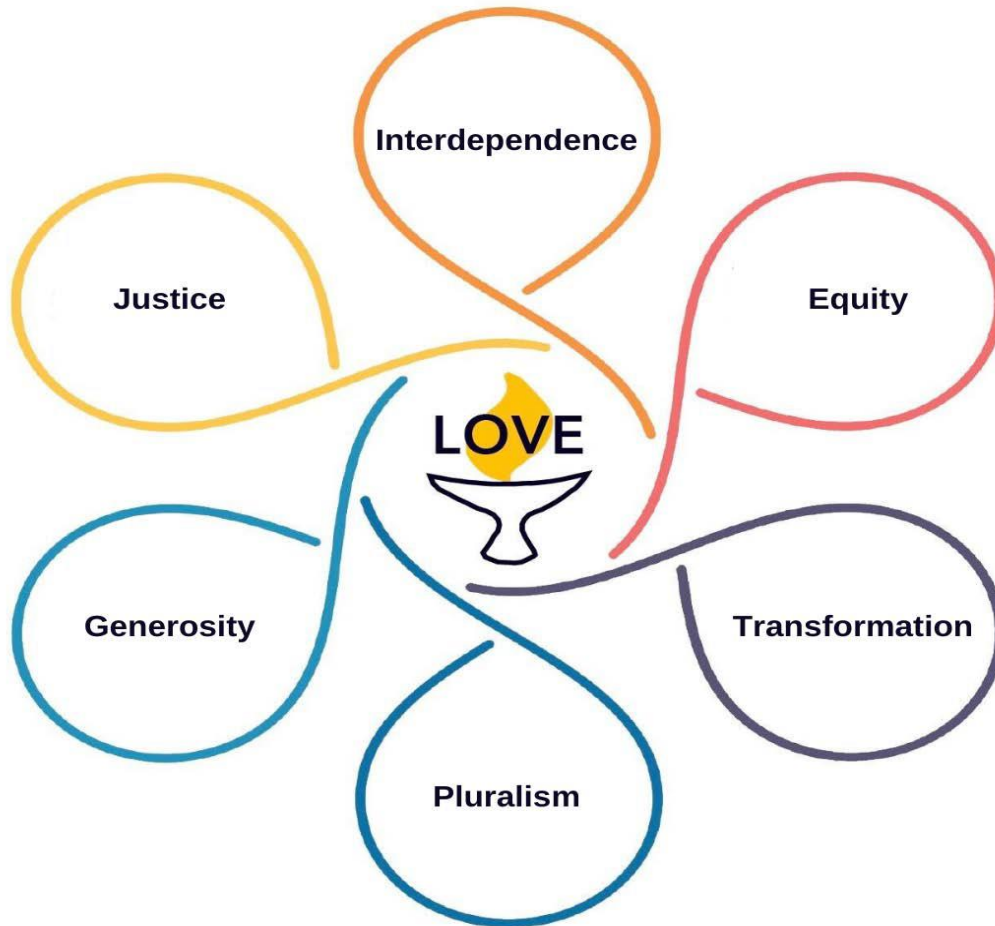 Interdependence
Justice
Equity
LOVE
Generosity
Transformation
Pluralism